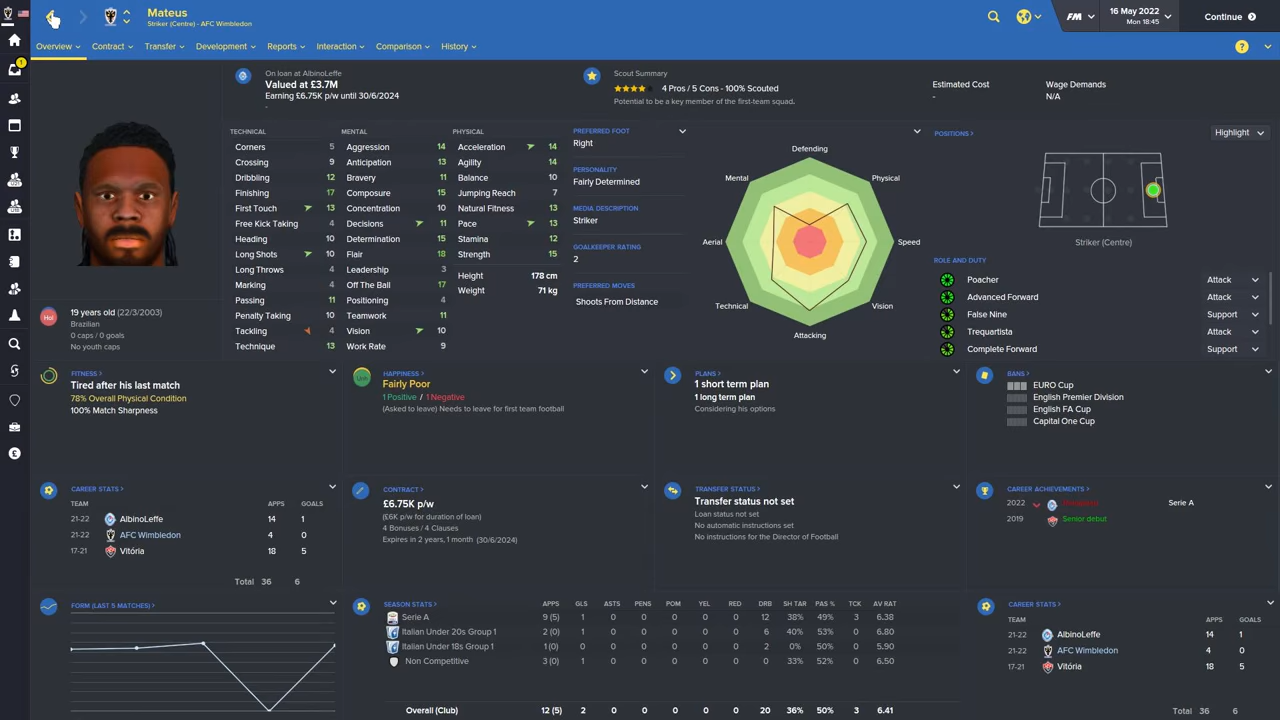 Mateus
Striker (Centre) - AFC Wimbledon
FM
16 May 2022
Mon 18:45
Continue
Overview
Contract
Transfer
Development
Reports
Interaction
Comparison
History
?
1
On loan at AlbinoLeffe
Valued at £3.7M
Earning £6.75K p/w until 30/6/2024
-
Scout Summary
4 Pros / 5 Cons - 100% Scouted
Potential to be a key member of the first-team squad.
Estimated Cost
-
Wage Demands
N/A
TECHNICAL
Corners 5
Crossing 9
Dribbling 12
Finishing 17
First Touch 13
Free Kick Taking 4
Heading 10
Long Shots 10
Long Throws 4
Marking 4
Passing 11
Penalty Taking 10
Tackling 4
Technique 13
MENTAL
Aggression 14
Anticipation 13
Bravery 11
Composure 15
Concentration 10
Decisions 11
Determination 15
Flair 18
Leadership 3
Off The Ball 17
Positioning 4
Teamwork 11
Vision 10
Work Rate 9
PHYSICAL
Acceleration 14
Agility 14
Balance 10
Jumping Reach 7
Natural Fitness 13
Pace 13
Stamina 12
Strength 15
Height 178 cm
Weight 71 kg
PREFERRED FOOT
Right
PERSONALITY
Fairly Determined
MEDIA DESCRIPTION
Striker
GOALKEEPER RATING
2
PREFERRED MOVES
Shoots From Distance
Defending
Physical
Speed
Vision
Attacking
Technical
Aerial
Mental
POSITIONS >
Highlight
Striker (Centre)
ROLE AND DUTY
Poacher Attack
Advanced Forward Attack
False Nine Support
Trequartista Attack
Complete Forward Support
Hol
19 years old (22/3/2003)
Brazilian
0 caps / 0 goals
No youth caps
FITNESS >
Tired after his last match
78% Overall Physical Condition
100% Match Sharpness
Unh
HAPPINESS >
Fairly Poor
1 Positive / 1 Negative
(Asked to leave) Needs to leave for first team football
PLANS >
1 short term plan
1 long term plan
Considering his options
BANS >
EURO Cup
English Premier Division
English FA Cup
Capital One Cup
CAREER STATS >
TEAM APPS GOALS
21-22 AlbinoLeffe 14 1
21-22 AFC Wimbledon 4 0
17-21 Vitória 18 5
Total 36 6
CONTRACT >
£6.75K p/w
(£6K p/w for duration of loan)
4 Bonuses / 4 Clauses
Expires in 2 years, 1 month (30/6/2024)
TRANSFER STATUS >
Transfer status not set
Loan status not set
No automatic instructions set
No instructions for the Director of Football
CAREER ACHIEVEMENTS >
2022 Serie A
2019 Senior debut
FORM (LAST 5 MATCHES) >
SEASON STATS > APPS GLS ASTS PENS POM YEL RED DRB SH TAR PAS % TCK AV RAT
Serie A 9 (5) 1 0 0 0 0 0 12 38% 49% 3 6.38
Italian Under 20s Group 1 2 (0) 1 0 0 0 0 0 6 40% 53% 0 6.80
Italian Under 18s Group 1 1 (0) 0 0 0 0 0 0 2 0% 50% 0 5.90
Non Competitive 3 (0) 1 0 0 0 0 0 0 33% 52% 0 6.50
Overall (Club) 12 (5) 2 0 0 0 0 0 20 36% 50% 3 6.41
CAREER STATS >
TEAM APPS GOALS
21-22 AlbinoLeffe 14 1
21-22 AFC Wimbledon 4 0
17-21 Vitória 18 5
Total 36 6